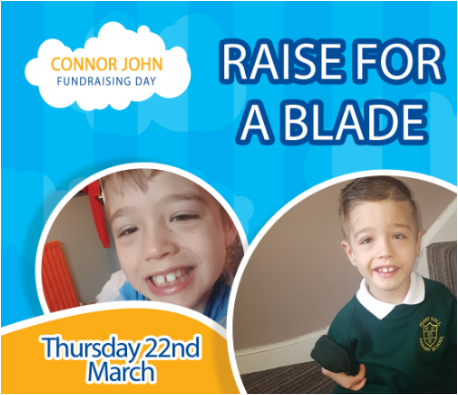 CONNOR JOHN
FUNDRAISING DAY
RAISE FOR
A BLADE
Thursday 22nd
March